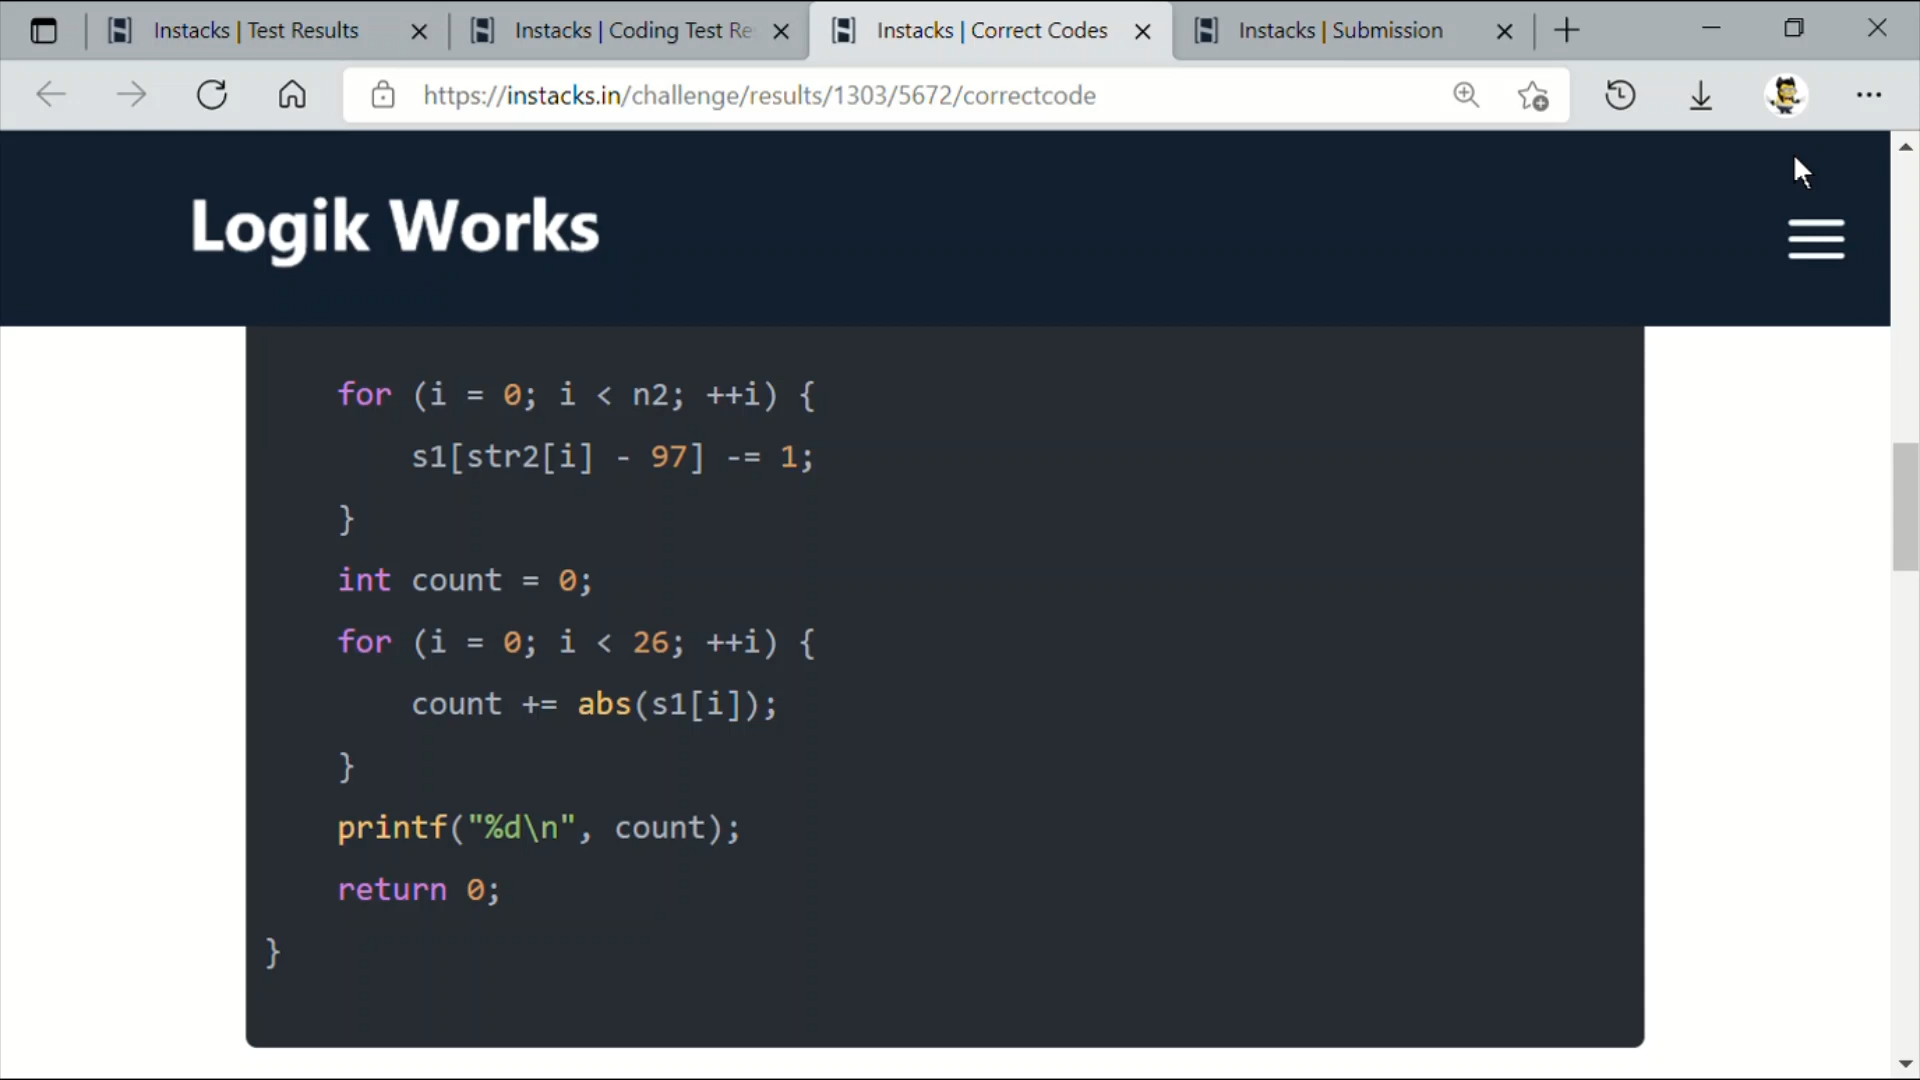 Instacks | Test Results
Instacks | Coding Test Re
Instacks | Correct Codes
Instacks | Submission
https://instacks.in/challenge/results/1303/5672/correctcode
Logik Works
for (i = 0; i < n2; ++i) {
s1[str2[i] - 97] -= 1;
}
int count = 0;
for (i = 0; i < 26; ++i) {
count += abs(s1[i]);
}
printf("%d\n", count);
return 0;
}